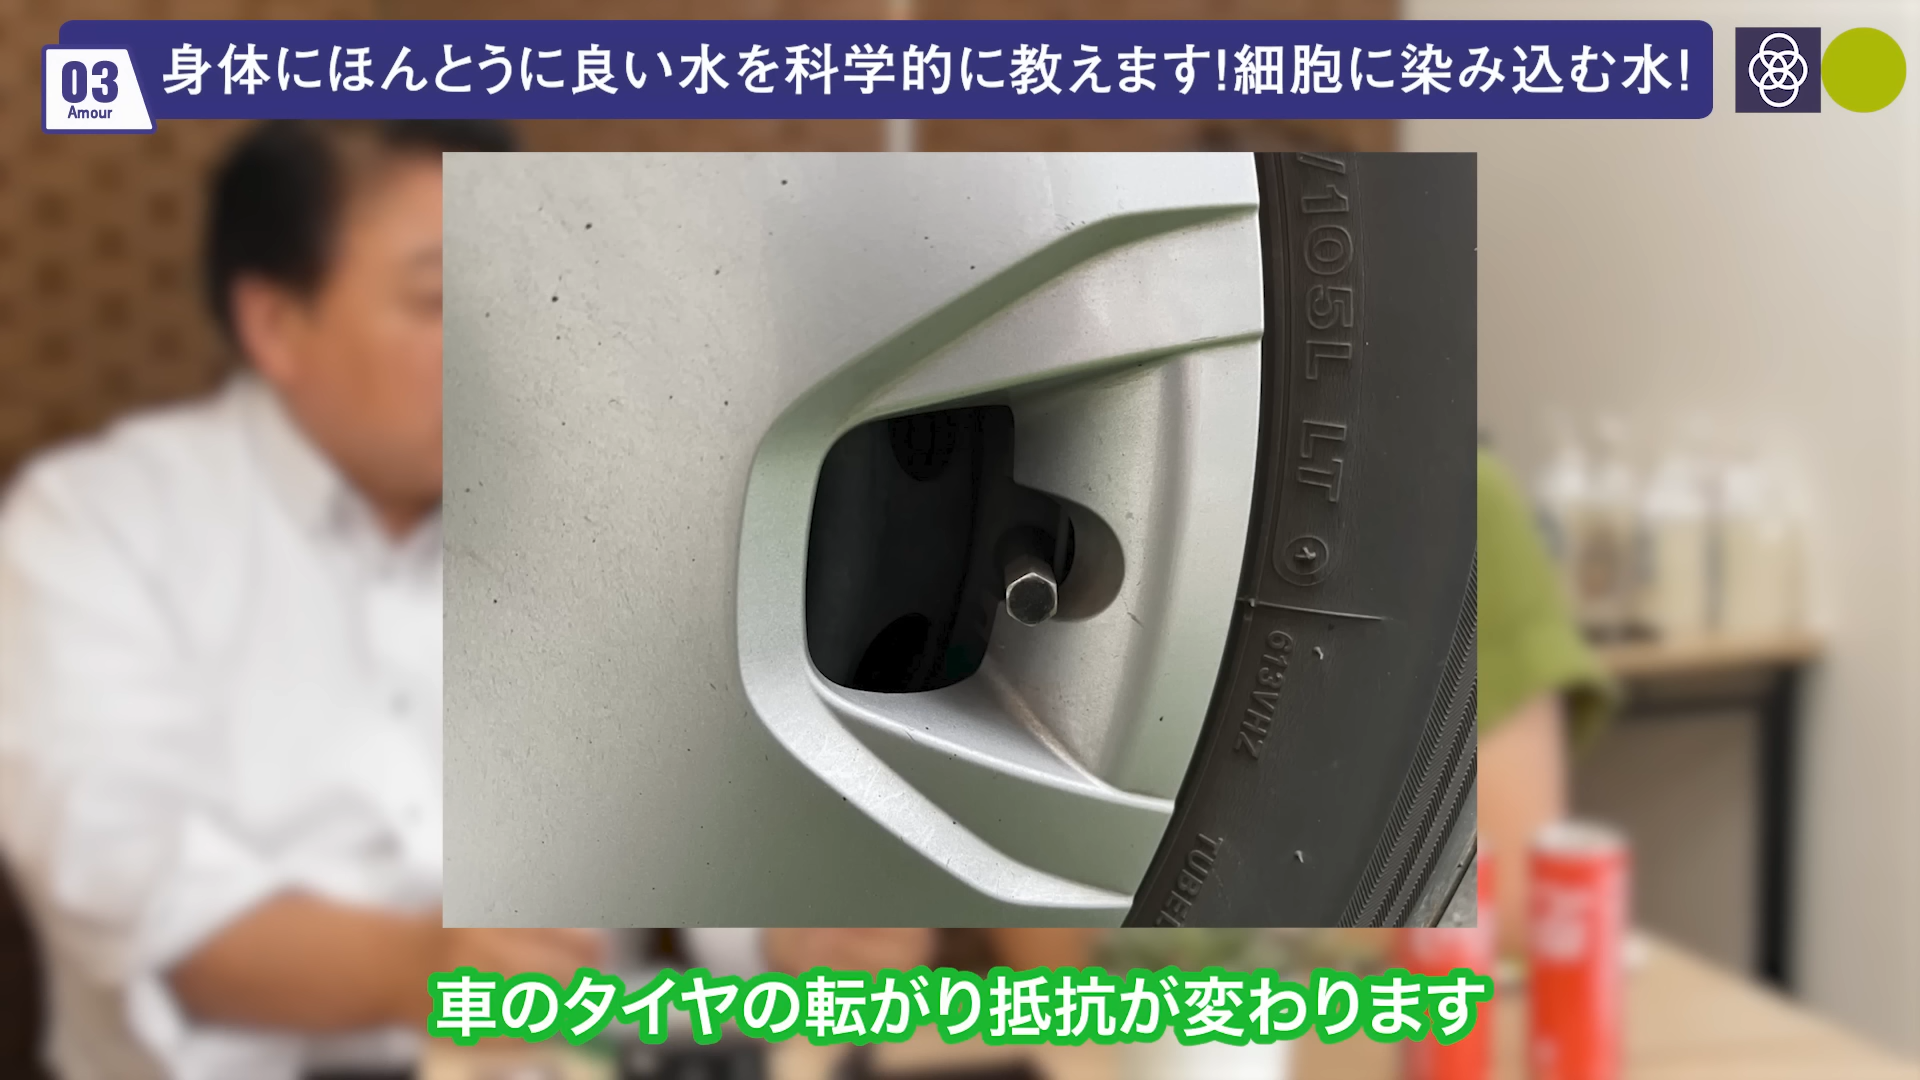 身体にほんとうに良い水を科学的に教えます!細胞に染み込む水!
03
Amour
/105L LT
613VHZ
TUBEL
車のタイヤの転がり抵抗が変わります